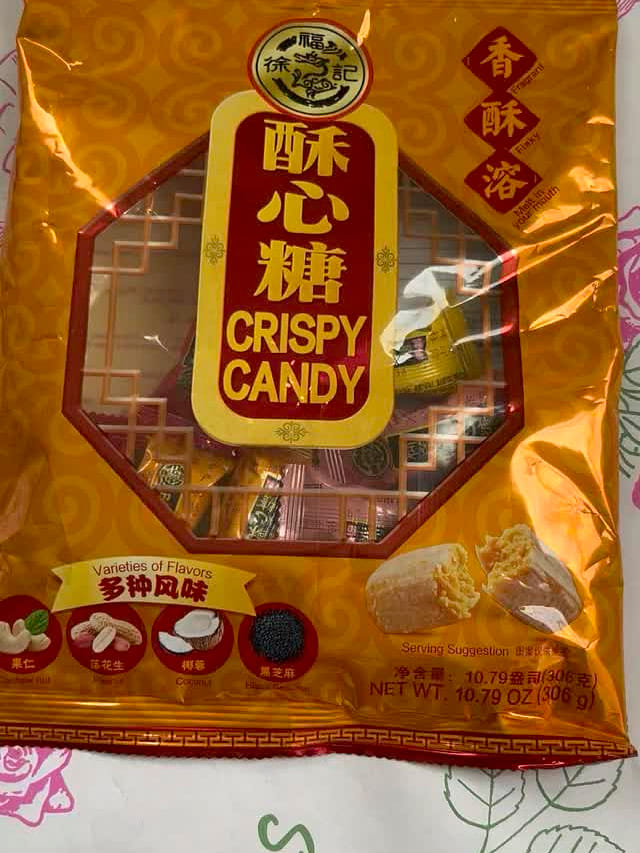 徐福記
香
Fragrant
酥
Flaky
溶
Melt in
your mouth
酥
心
糖
CRISPY
CANDY
Varieties of Flavors
多种风味
果仁
落花生
椰蓉
黑芝麻
Coconut
Serving Suggestion
净含量：10.79盎司(306克)
NET WT. 10.79 OZ (306 g)